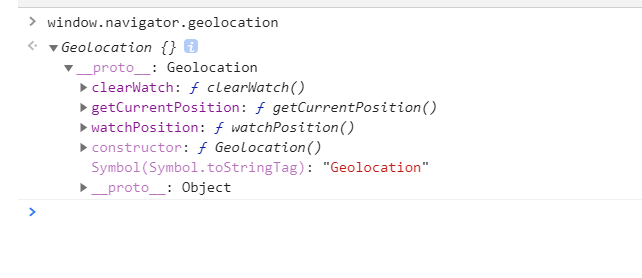 window.navigator.geolocation
Geolocation {} i
__proto__: Geolocation
clearWatch: ƒ clearWatch()
getCurrentPosition: ƒ getCurrentPosition()
watchPosition: ƒ watchPosition()
constructor: ƒ Geolocation()
Symbol(Symbol.toStringTag): "Geolocation"
__proto__: Object